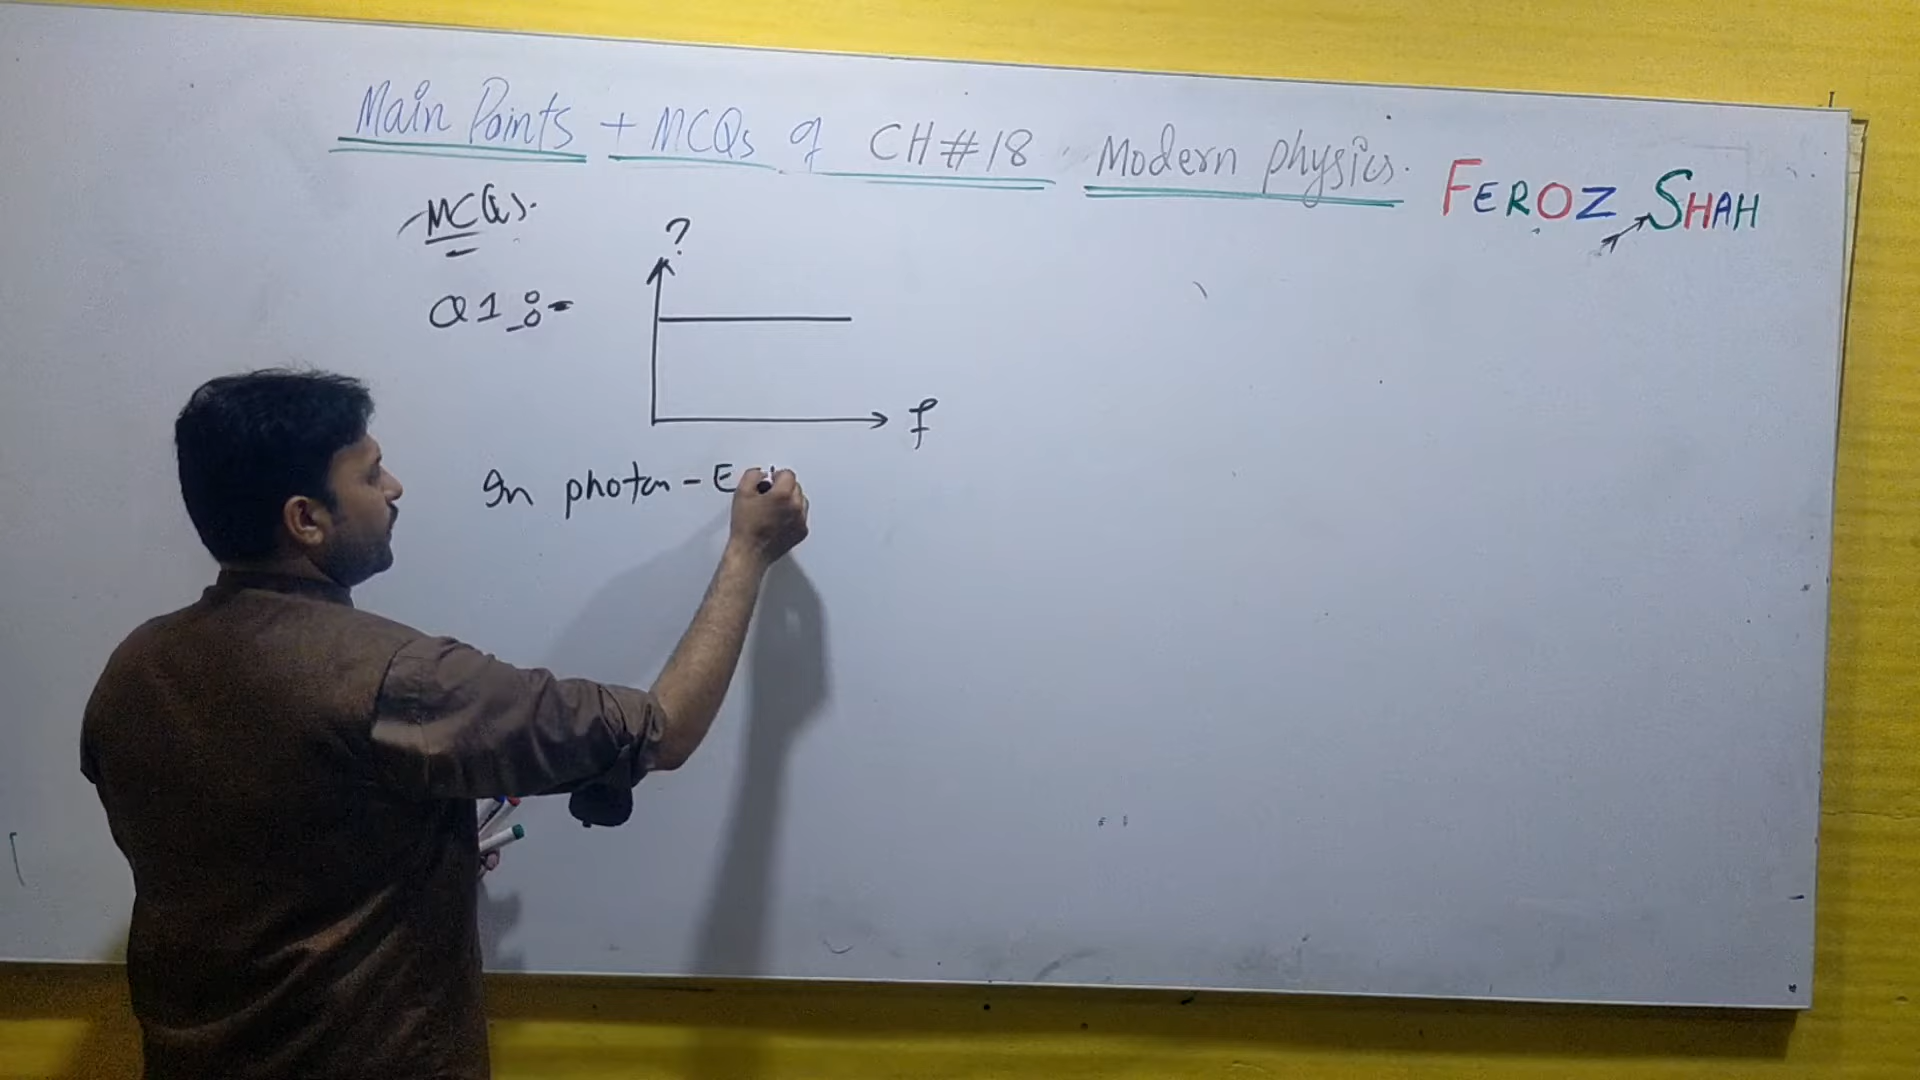 Main Points + MCQs of CH#18 Modern physics.
FEROZ SHAH
MCQs.
?
Q1:-
f
In photon - E